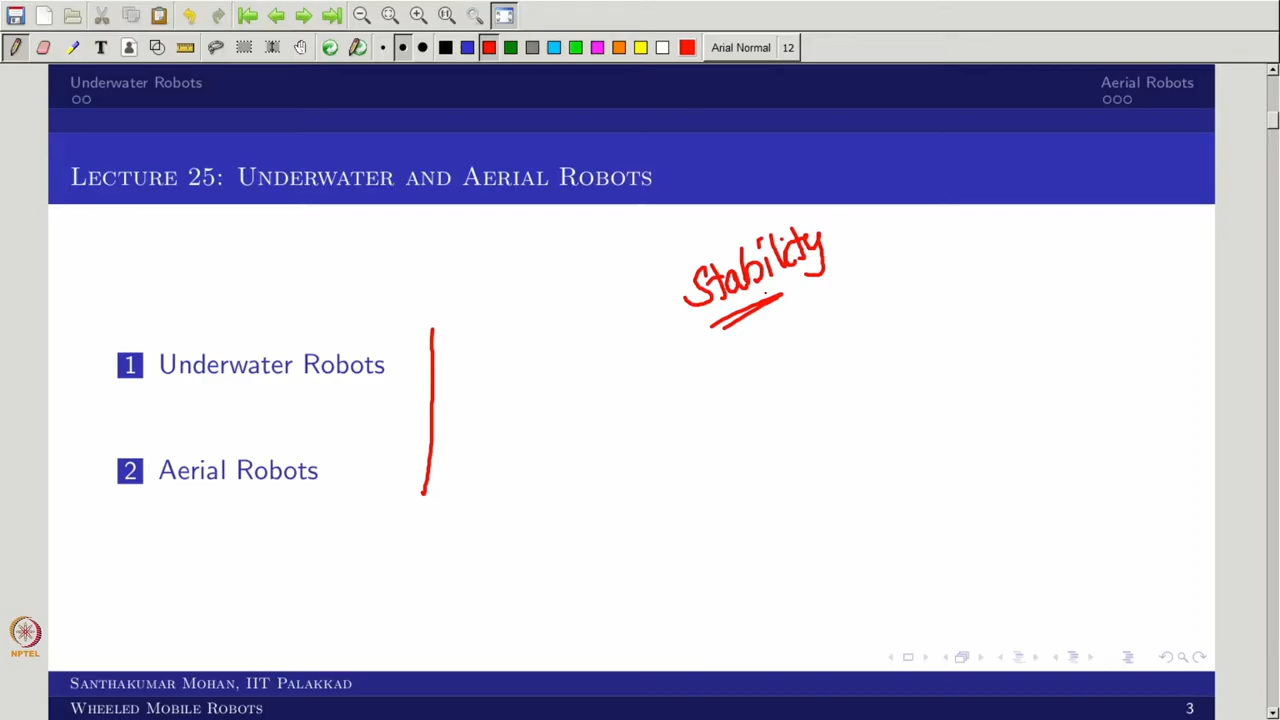 Arial Normal 12
Underwater Robots
Aerial Robots
LECTURE 25: UNDERWATER AND AERIAL ROBOTS
Stability
1 Underwater Robots
2 Aerial Robots
NPTEL
SANTHAKUMAR MOHAN, IIT PALAKKAD
WHEELED MOBILE ROBOTS
3